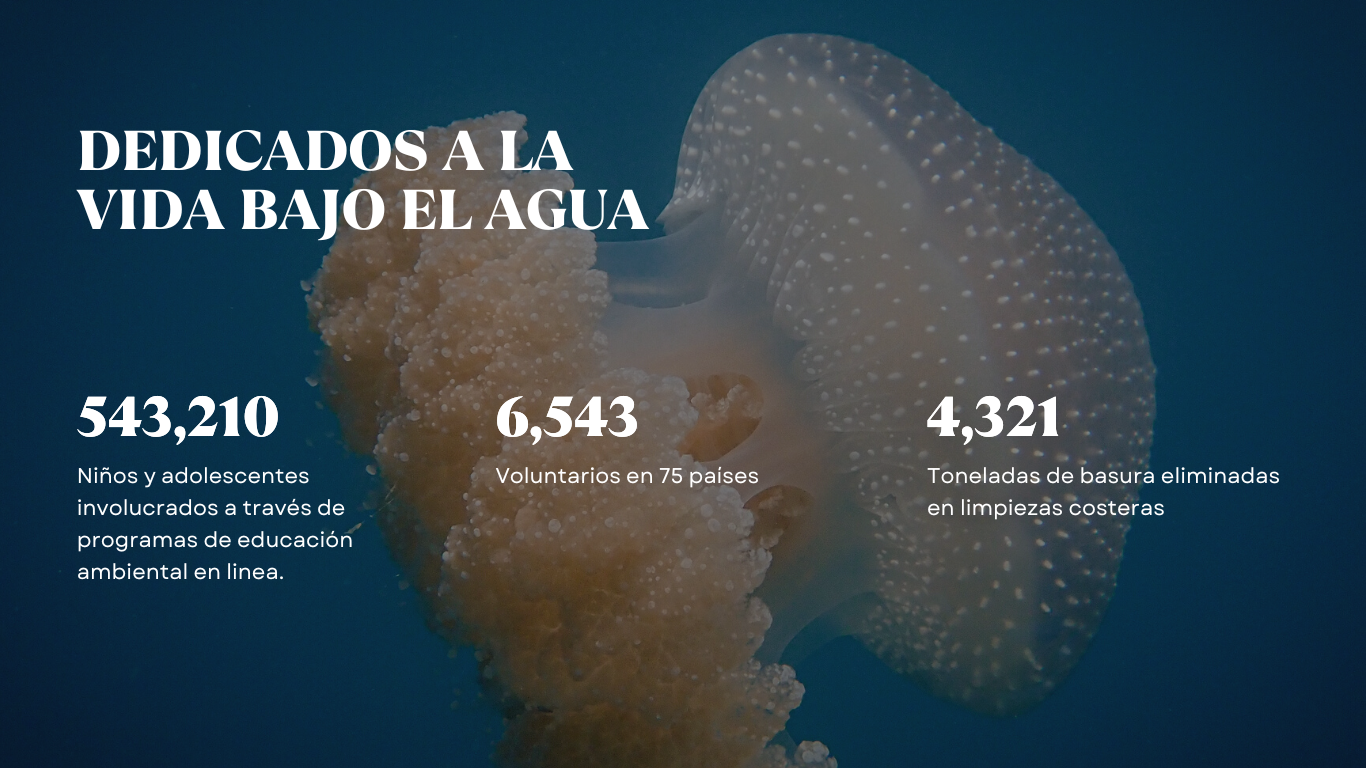 DEDICADOS A LA
VIDA BAJO EL AGUA
543,210
Niños y adolescentes
involucrados a través de
programas de educación
ambiental en linea.
6,543
Voluntarios en 75 países
4,321
Toneladas de basura eliminadas
en limpiezas costeras